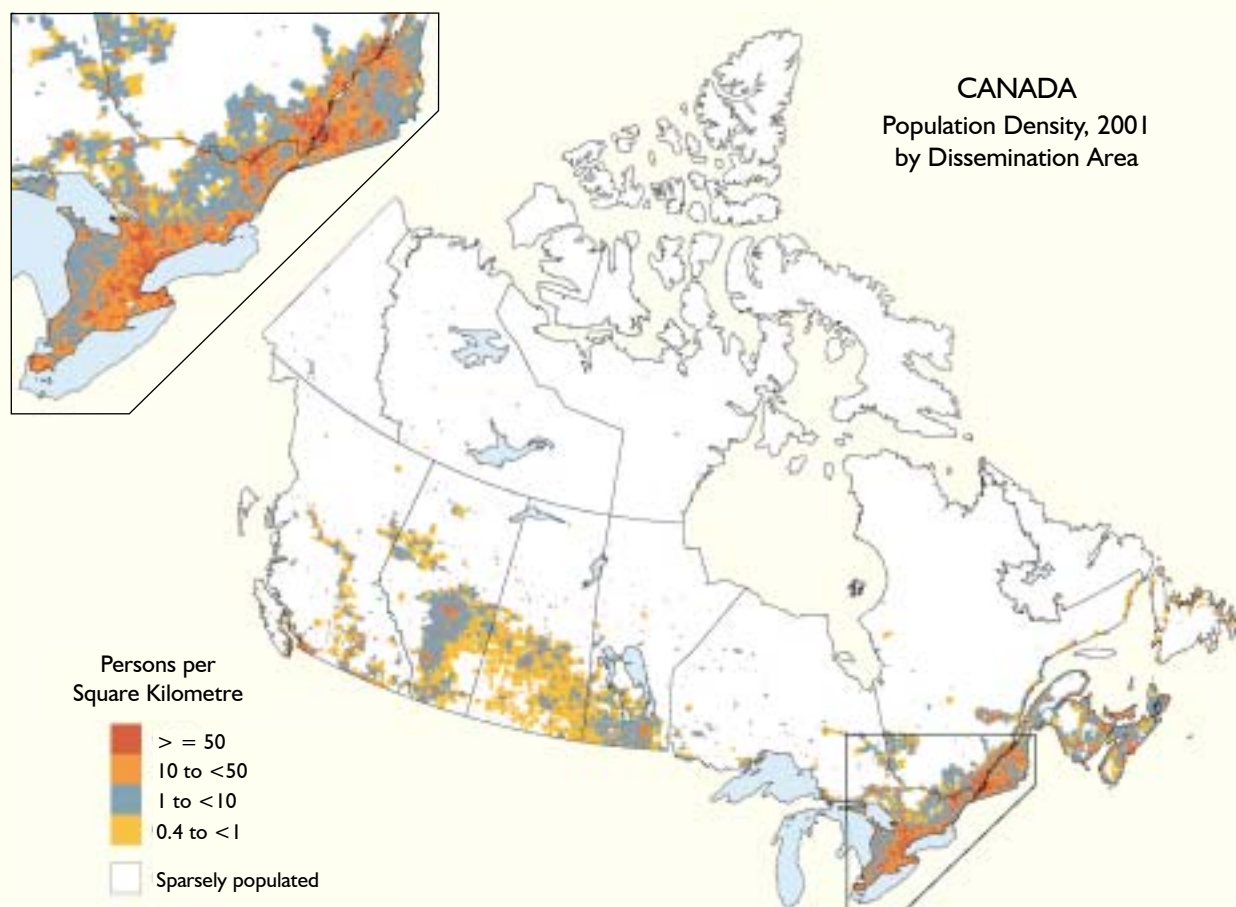 CANADA
Population Density, 2001
by Dissemination Area
Persons per
Square Kilometre
> = 50
10 to <50
1 to <10
0.4 to <1
Sparsely populated